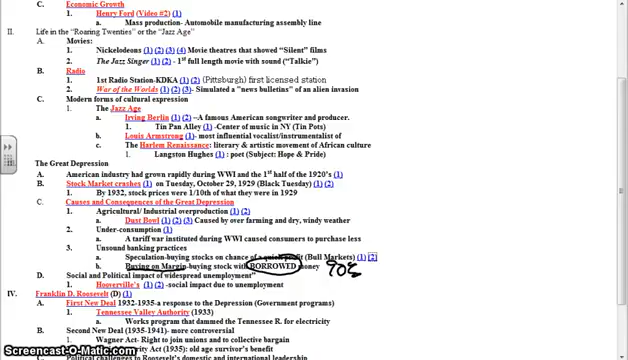 C. Economic Growth
1. Henry Ford (Video #2) (1)
a. Mass production- Automobile manufacturing assembly line
II. Life in the "Roaring Twenties" or the "Jazz Age"
A. Movies:
1. Nickelodeons (1) (2) (3) (4) Movie theatres that showed "Silent" films
2. The Jazz Singer (1) (2) - 1st full length movie with sound ("Talkie")
B. Radio
1. 1st Radio Station-KDKA (1) (2) (Pittsburgh) first licensed station
2. War of the Worlds (1) (2) (3)- Simulated a "news bulletins" of an alien invasion
C. Modern forms of cultural expression
1. The Jazz Age
a. Irving Berlin (1) (2) –A famous American songwriter and producer.
1. Tin Pan Alley (1) -Center of music in NY (Tin Pots)
b. Louis Armstrong (1)- most influential vocalist/instrumentalist of
c. The Harlem Renaissance: literary & artistic movement of African culture
1. Langston Hughes (1) : poet (Subject: Hope & Pride)
III. The Great Depression
A. American industry had grown rapidly during WWI and the 1st half of the 1920's (1)
B. Stock Market crashes (1) on Tuesday, October 29, 1929 (Black Tuesday) (1) (2)
1. By 1932, stock prices were 1/10th of what they were in 1929
C. Causes and Consequences of the Great Depression
1. Agricultural/ Industrial overproduction (1) (2)
a. Dust Bowl (1) (2) (3) Caused by over farming and dry, windy weather
2. Under-consumption (1)
a. A tariff war instituted during WWI caused consumers to purchase less
3. Unsound banking practices
a. Speculation-buying stocks on chance of a quick profit (Bull Markets) (1) (2)
b. Buying on Margin-buying stock with BORROWED money
D. Social and Political impact of widespread unemployment"
1. Hooverville's (1) (2) -social impact due to unemployment
IV. Franklin D. Roosevelt (D) (1)
A. First New Deal 1932-1935-a response to the Depression (Government programs)
1. Tennessee Valley Authority (1933)
a. Works program that dammed the Tennessee R. for electricity
B. Second New Deal (1935-1941)- more controversial
1. Wagner Act- Right to join unions and to collective bargain
Act (1935): old age survivor's benefit
Political challenges to Roosevelt's domestic and international leadership
Screencast-O-Matic.com